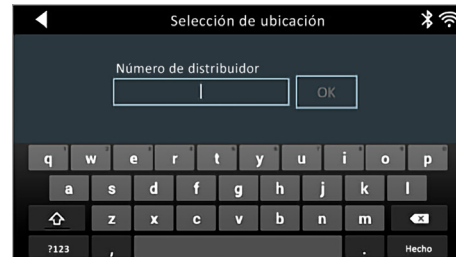 Selección de ubicación
Número de distribuidor
OK
q w e r t y u i o p
a s d f g h j k l
z x c v b n m
?123 , . Hecho